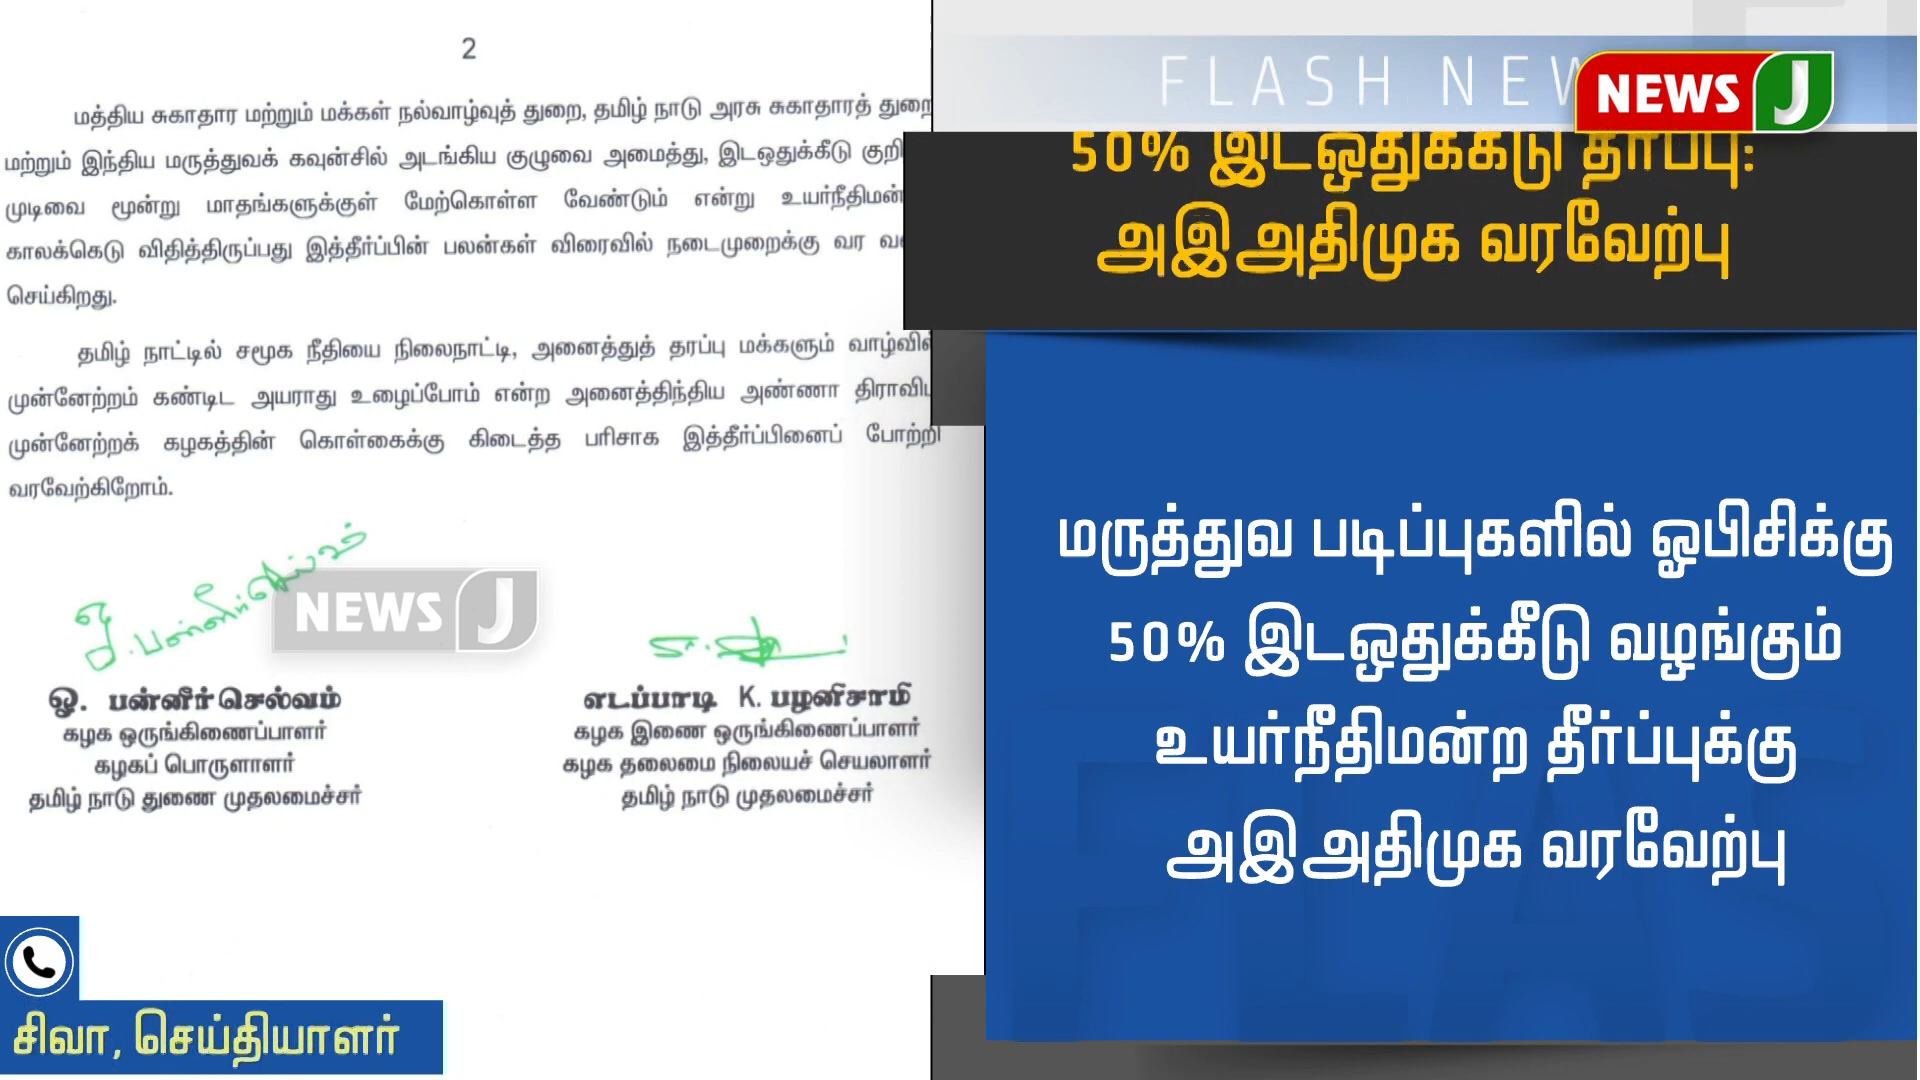 2
மத்திய சுகாதார மற்றும் மக்கள் நல்வாழ்வுத் துறை, தமிழ் நாடு அரசு சுகாதாரத் துறை
மற்றும் இந்திய மருத்துவக் கவுன்சில் அடங்கிய குழுவை அமைத்து, இடஒதுக்கீடு
முடிவை மூன்று மாதங்களுக்குள் மேற்கொள்ள வேண்டும் என்று
காலக்கெடு விதித்திருப்பது இத்தீர்ப்பின் பலன்கள் விரைவில் நடைமுறைக்கு வர
செய்கிறது.
தமிழ் நாட்டில் சமூக நீதியை நிலைநாட்டி, அனைத்துத் தரப்பு மக்களும் வாழ்வில்
முன்னேற்றம் கண்டிட அயராது உழைப்போம் என்ற அனைத்திந்திய அண்ணா
முன்னேற்றக் கழகத்தின் கொள்கைக்கு கிடைத்த பரிசாக இத்தீர்ப்பினைப் போற்றி
வரவேற்கிறோம்.
ஓ. பன்னீர்செல்வம்
NEWS J
ஓ. பன்னீர்செல்வம்
கழக ஒருங்கிணைப்பாளர்
கழகப் பொருளாளர்
தமிழ் நாடு துணை முதலமைச்சர்
எடப்பாடி K. பழனிசாமி
கழக இணை ஒருங்கிணைப்பாளர்
கழக தலைமை நிலையச் செயலாளர்
தமிழ் நாடு முதலமைச்சர்
சிவா, செய்தியாளர்
FLASH
NEWS J
50% இடஒதுக்கீடு தீர்ப்பு:
அஇஅதிமுக வரவேற்பு
மருத்துவ படிப்புகளில் ஓபிசிக்கு
50% இடஒதுக்கீடு வழங்கும்
உயர்நீதிமன்ற தீர்ப்புக்கு
அஇஅதிமுக வரவேற்பு